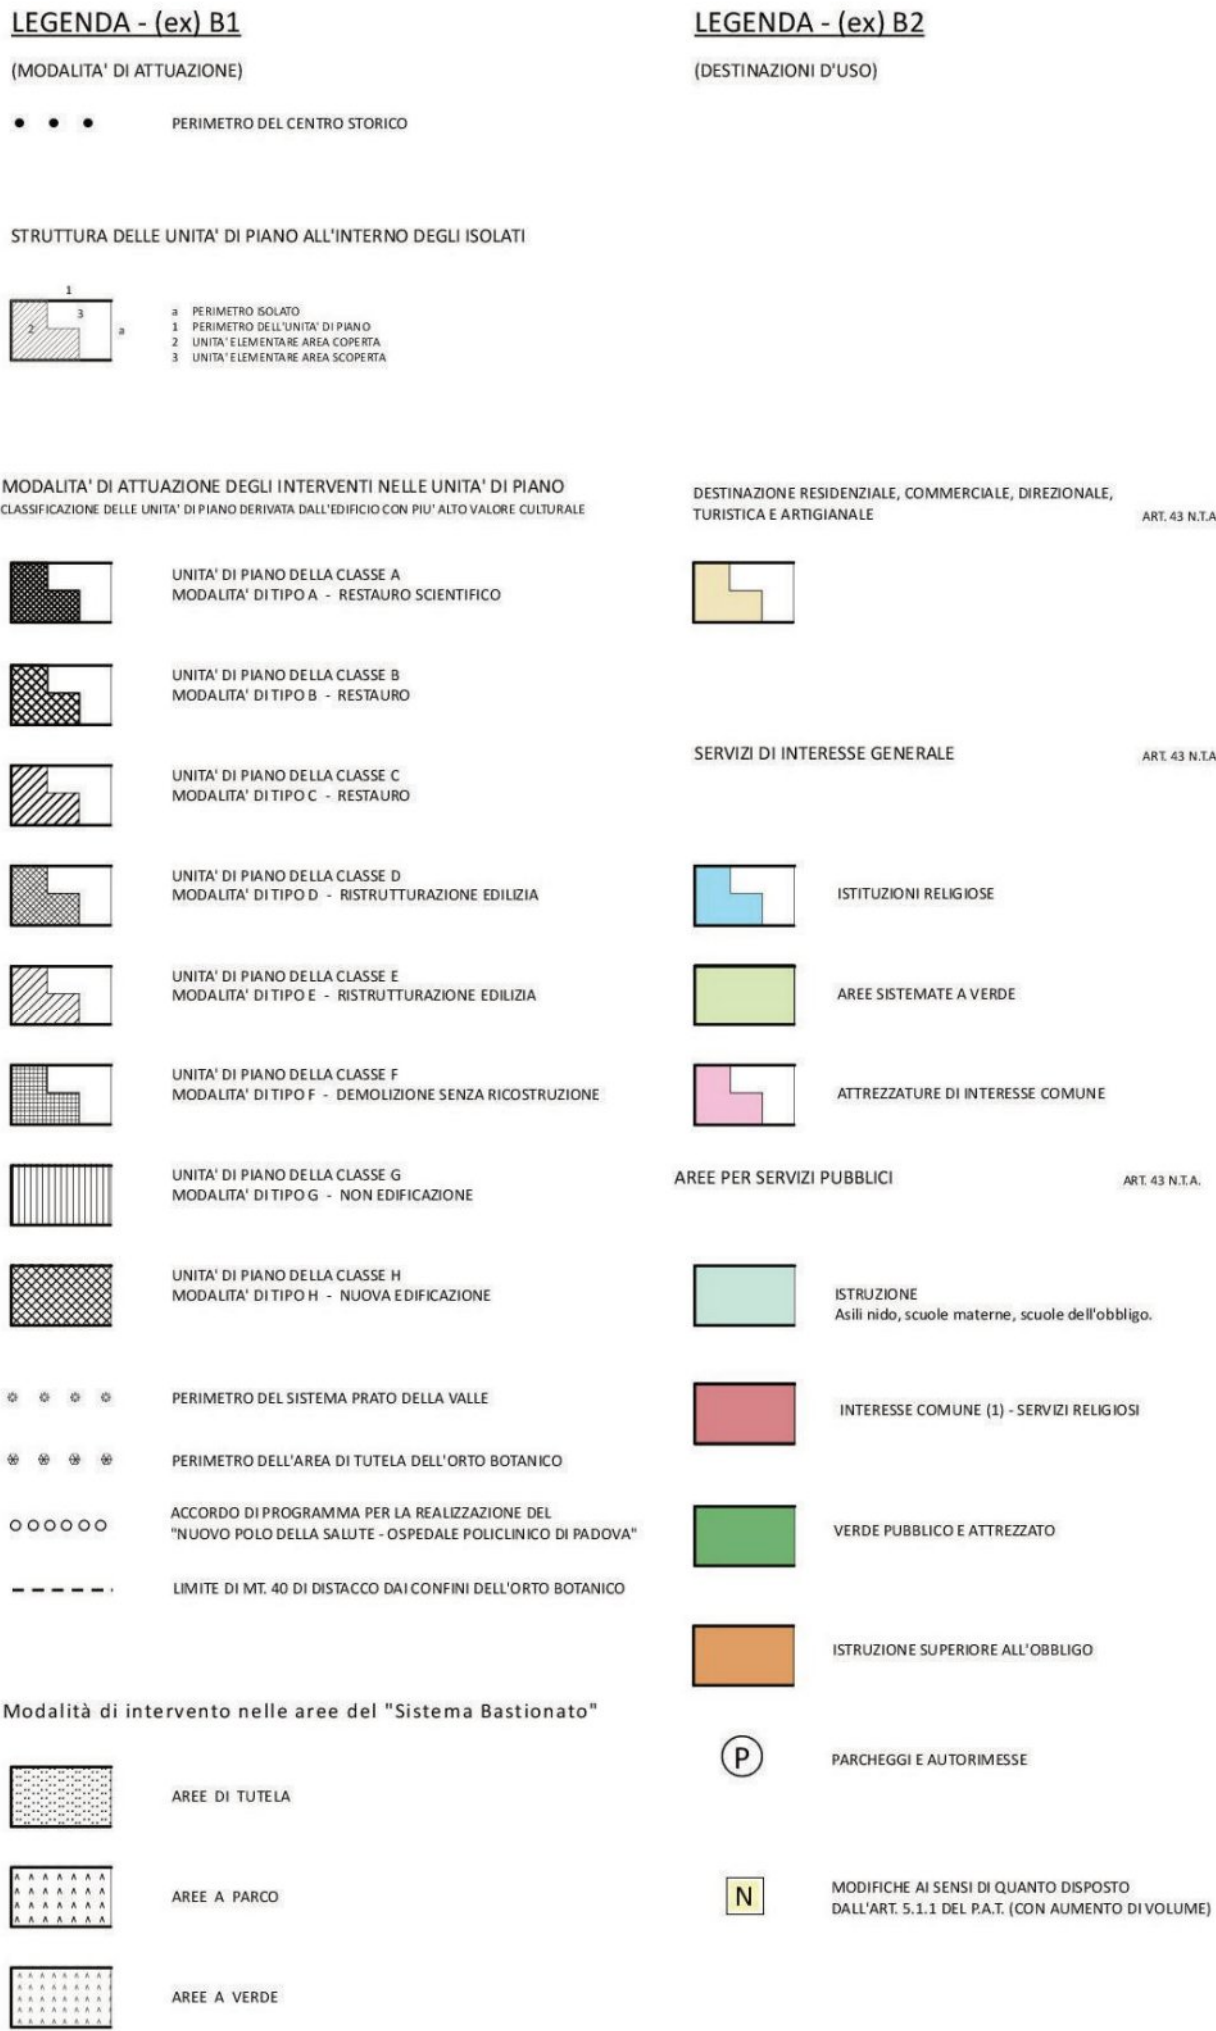 LEGENDA - (ex) B1
(MODALITA' DI ATTUAZIONE)
PERIMETRO DEL CENTRO STORICO
STRUTTURA DELLE UNITA' DI PIANO ALL'INTERNO DEGLI ISOLATI
1
2
3
a
a PERIMETRO ISOLATO
1 PERIMETRO DELL'UNITA' DI PIANO
2 UNITA' ELEMENTARE AREA COPERTA
3 UNITA' ELEMENTARE AREA SCOPERTA
MODALITA' DI ATTUAZIONE DEGLI INTERVENTI NELLE UNITA' DI PIANO
CLASSIFICAZIONE DELLE UNITA' DI PIANO DERIVATA DALL'EDIFICIO CON PIU' ALTO VALORE CULTURALE
UNITA' DI PIANO DELLA CLASSE A
MODALITA' DI TIPO A - RESTAURO SCIENTIFICO
UNITA' DI PIANO DELLA CLASSE B
MODALITA' DI TIPO B - RESTAURO
UNITA' DI PIANO DELLA CLASSE C
MODALITA' DI TIPO C - RESTAURO
UNITA' DI PIANO DELLA CLASSE D
MODALITA' DI TIPO D - RISTRUTTURAZIONE EDILIZIA
UNITA' DI PIANO DELLA CLASSE E
MODALITA' DI TIPO E - RISTRUTTURAZIONE EDILIZIA
UNITA' DI PIANO DELLA CLASSE F
MODALITA' DI TIPO F - DEMOLIZIONE SENZA RICOSTRUZIONE
UNITA' DI PIANO DELLA CLASSE G
MODALITA' DI TIPO G - NON EDIFICAZIONE
UNITA' DI PIANO DELLA CLASSE H
MODALITA' DI TIPO H - NUOVA EDIFICAZIONE
PERIMETRO DEL SISTEMA PRATO DELLA VALLE
PERIMETRO DELL'AREA DI TUTELA DELL'ORTO BOTANICO
ACCORDO DI PROGRAMMA PER LA REALIZZAZIONE DEL
"NUOVO POLO DELLA SALUTE - OSPEDALE POLICLINICO DI PADOVA"
LIMITE DI MT. 40 DI DISTACCO DAI CONFINI DELL'ORTO BOTANICO
Modalità di intervento nelle aree del "Sistema Bastionato"
AREE DI TUTELA
AREE A PARCO
AREE A VERDE
LEGENDA - (ex) B2
(DESTINAZIONI D'USO)
DESTINAZIONE RESIDENZIALE, COMMERCIALE, DIREZIONALE,
TURISTICA E ARTIGIANALE ART. 43 N.T.A
SERVIZI DI INTERESSE GENERALE ART. 43 N.T.A
ISTITUZIONI RELIGIOSE
AREE SISTEMATE A VERDE
ATTREZZATURE DI INTERESSE COMUNE
AREE PER SERVIZI PUBBLICI ART. 43 N.T.A.
ISTRUZIONE
Asili nido, scuole materne, scuole dell'obbligo.
INTERESSE COMUNE (1) - SERVIZI RELIGIOSI
VERDE PUBBLICO E ATTREZZATO
ISTRUZIONE SUPERIORE ALL'OBBLIGO
P PARCHEGGI E AUTORIMESSE
N MODIFICHE AI SENSI DI QUANTO DISPOSTO
DALL'ART. 5.1.1 DEL P.A.T. (CON AUMENTO DI VOLUME)